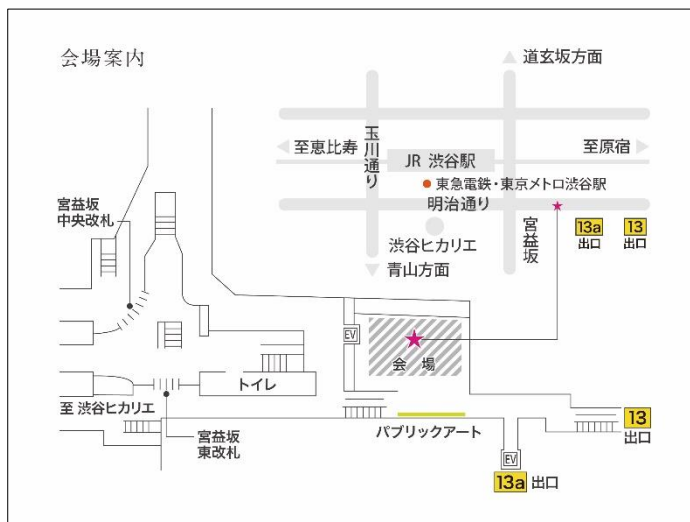 会場案内
道玄坂方面
玉川通り
至恵比寿
JR 渋谷駅
至原宿
東急電鉄・東京メトロ渋谷駅
明治通り
宮益坂
13a
出口
13
出口
渋谷ヒカリエ
青山方面
宮益坂
中央改札
EV
会 場
トイレ
至 渋谷ヒカリエ
宮益坂
東改札
パブリックアート
13
出口
EV
13a 出口